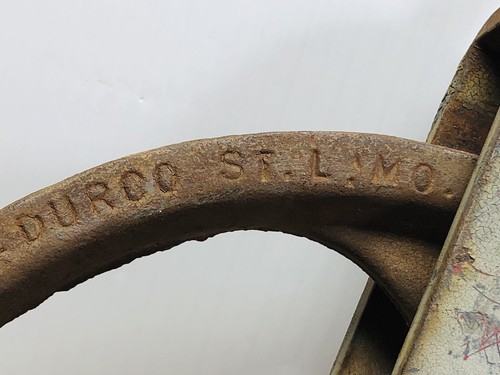 DURCO ST. L. MO.